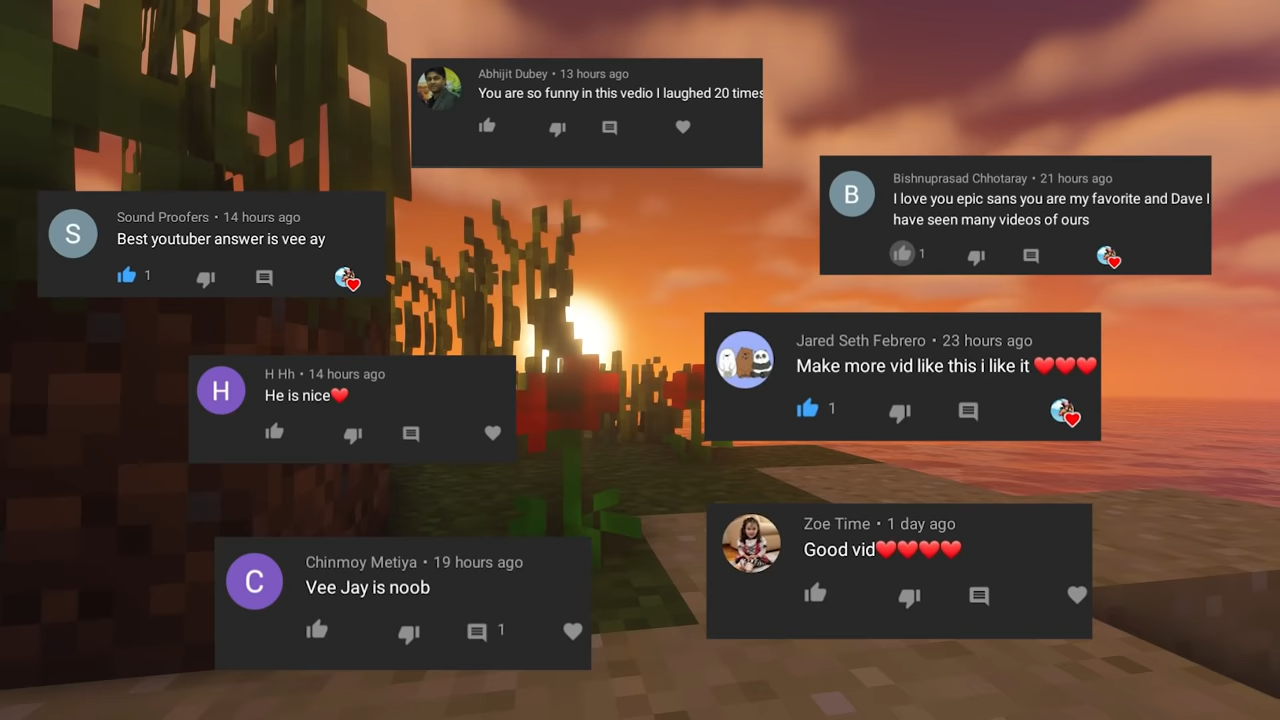 Abhijit Dubey • 13 hours ago
You are so funny in this vedio I laughed 20 times
B
Bishnuprasad Chhotaray • 21 hours ago
I love you epic sans you are my favorite and Dave I
have seen many videos of ours
1
S
Sound Proofers • 14 hours ago
Best youtuber answer is vee ay
1
Jared Seth Febrero • 23 hours ago
Make more vid like this i like it ❤️❤️❤️
1
H
H Hh • 14 hours ago
He is nice❤️
Zoe Time • 1 day ago
Good vid❤️❤️❤️❤️
C
Chinmoy Metiya • 19 hours ago
Vee Jay is noob
1